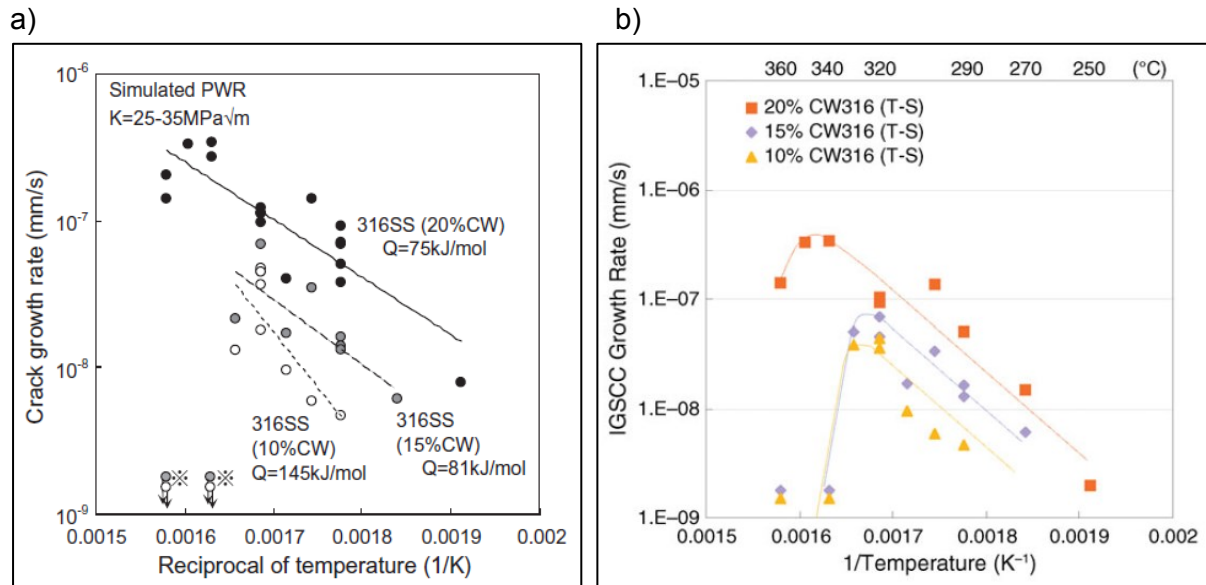 a)
10⁻⁶
10⁻⁷
10⁻⁸
10⁻⁹
Crack growth rate (mm/s)
Simulated PWR
K=25-35MPa√m
316SS (20%CW)
Q=75kJ/mol
316SS
(10%CW)
Q=145kJ/mol
316SS
(15%CW)
Q=81kJ/mol
※ ※
0.0015 0.0016 0.0017 0.0018 0.0019 0.002
Reciprocal of temperature (1/K)
b)
360 340 320 290 270 250 (°C)
1.E–05
1.E–06
1.E–07
1.E–08
1.E–09
IGSCC Growth Rate (mm/s)
20% CW316 (T-S)
15% CW316 (T-S)
10% CW316 (T-S)
0.0015 0.0016 0.0017 0.0018 0.0019 0.002
1/Temperature (K⁻¹)